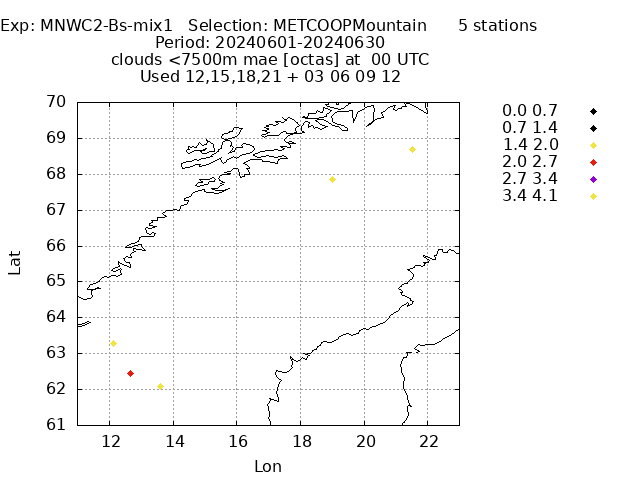 Exp: MNWC2-Bs-mix1 Selection: METCOOPMountain 5 stations
Period: 20240601-20240630
clouds <7500m mae [octas] at 00 UTC
Used 12,15,18,21 + 03 06 09 12
70
69
68
67
66
65
64
63
62
61
Lat
12 14 16 18 20 22
Lon
0.0 0.7
0.7 1.4
1.4 2.0
2.0 2.7
2.7 3.4
3.4 4.1